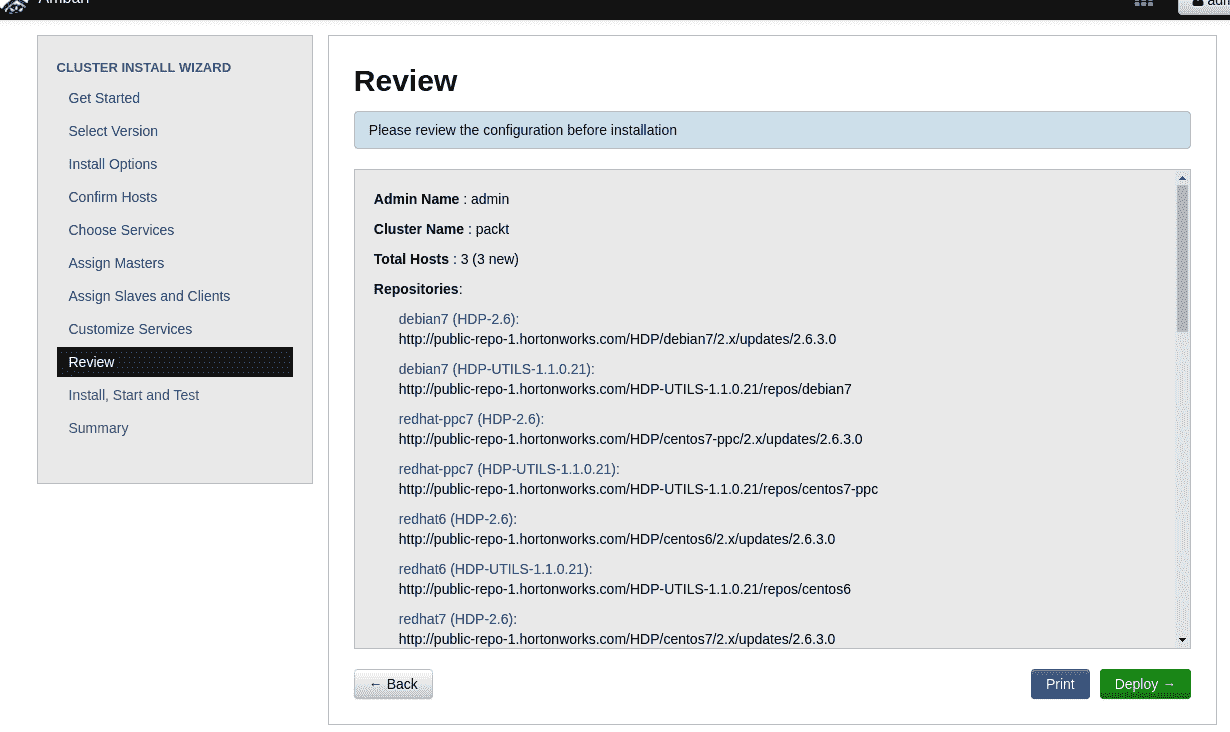 CLUSTER INSTALL WIZARD
Get Started
Select Version
Install Options
Confirm Hosts
Choose Services
Assign Masters
Assign Slaves and Clients
Customize Services
Review
Install, Start and Test
Summary
Review
Please review the configuration before installation
Admin Name : admin
Cluster Name : packt
Total Hosts : 3 (3 new)
Repositories:
debian7 (HDP-2.6):
http://public-repo-1.hortonworks.com/HDP/debian7/2.x/updates/2.6.3.0
debian7 (HDP-UTILS-1.1.0.21):
http://public-repo-1.hortonworks.com/HDP-UTILS-1.1.0.21/repos/debian7
redhat-ppc7 (HDP-2.6):
http://public-repo-1.hortonworks.com/HDP/centos7-ppc/2.x/updates/2.6.3.0
redhat-ppc7 (HDP-UTILS-1.1.0.21):
http://public-repo-1.hortonworks.com/HDP-UTILS-1.1.0.21/repos/centos7-ppc
redhat6 (HDP-2.6):
http://public-repo-1.hortonworks.com/HDP/centos6/2.x/updates/2.6.3.0
redhat6 (HDP-UTILS-1.1.0.21):
http://public-repo-1.hortonworks.com/HDP-UTILS-1.1.0.21/repos/centos6
redhat7 (HDP-2.6):
http://public-repo-1.hortonworks.com/HDP/centos7/2.x/updates/2.6.3.0
← Back
Print
Deploy →